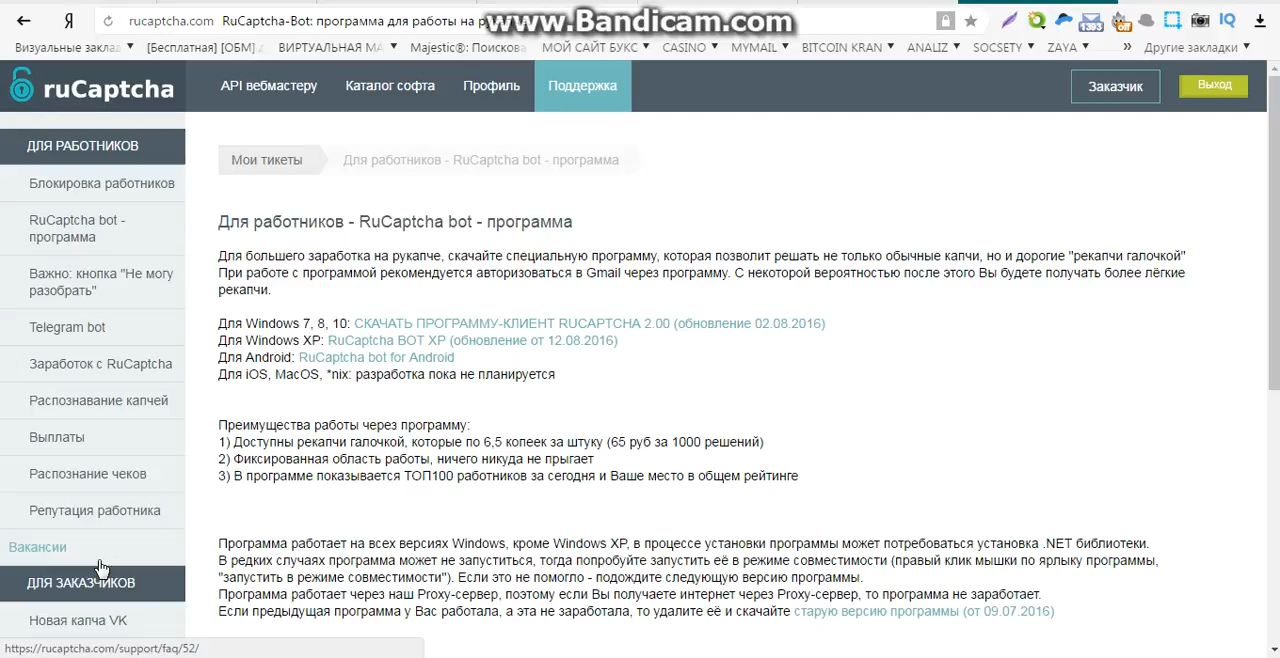 Я rucaptcha.com RuCaptcha-Bot: программа для работы на
www.Bandicam.com
1393 off IQ
Визуальные заклад [Бесплатная] [ОБМ] ВИРТУАЛЬНАЯ МА Majestic®: Поискова МОЙ САЙТ БУКС CASINO MYMAIL BITCOIN KRAN ANALIZ SOCSETY ZAYA » Другие закладки
ruCaptcha API вебмастеру Каталог софта Профиль Поддержка Заказчик Выход
ДЛЯ РАБОТНИКОВ
Блокировка работников
RuCaptcha bot -
программа
Важно: кнопка "Не могу
разобрать"
Telegram bot
Заработок с RuCaptcha
Распознавание капчей
Выплаты
Распознание чеков
Репутация работника
Вакансии
ДЛЯ ЗАКАЗЧИКОВ
Новая капча VK
https://rucaptcha.com/support/faq/52/
Мои тикеты Для работников - RuCaptcha bot - программа
Для работников - RuCaptcha bot - программа
Для большего заработка на рукапче, скачайте специальную программу, которая позволит решать не только обычные капчи, но и дорогие "рекапчи галочкой"
При работе с программой рекомендуется авторизоваться в Gmail через программу. С некоторой вероятностью после этого Вы будете получать более лёгкие
рекапчи.
Для Windows 7, 8, 10: СКАЧАТЬ ПРОГРАММУ-КЛИЕНТ RUCAPTCHA 2.00 (обновление 02.08.2016)
Для Windows XP: RuCaptcha BOT XP (обновление от 12.08.2016)
Для Android: RuCaptcha bot for Android
Для iOS, MacOS, *nix: разработка пока не планируется
Преимущества работы через программу:
1) Доступны рекапчи галочкой, которые по 6,5 копеек за штуку (65 руб за 1000 решений)
2) Фиксированная область работы, ничего никуда не прыгает
3) В программе показывается ТОП100 работников за сегодня и Ваше место в общем рейтинге
Программа работает на всех версиях Windows, кроме Windows XP, в процессе установки программы может потребоваться установка .NET библиотеки.
В редких случаях программа может не запуститься, тогда попробуйте запустить её в режиме совместимости (правый клик мышки по ярлыку программы,
"запустить в режиме совместимости"). Если это не помогло - подождите следующую версию программы.
Программа работает через наш Proxy-сервер, поэтому если Вы получаете интернет через Proxy-сервер, то программа не заработает.
Если предыдущая программа у Вас работала, а эта не заработала, то удалите её и скачайте старую версию программы (от 09.07.2016)